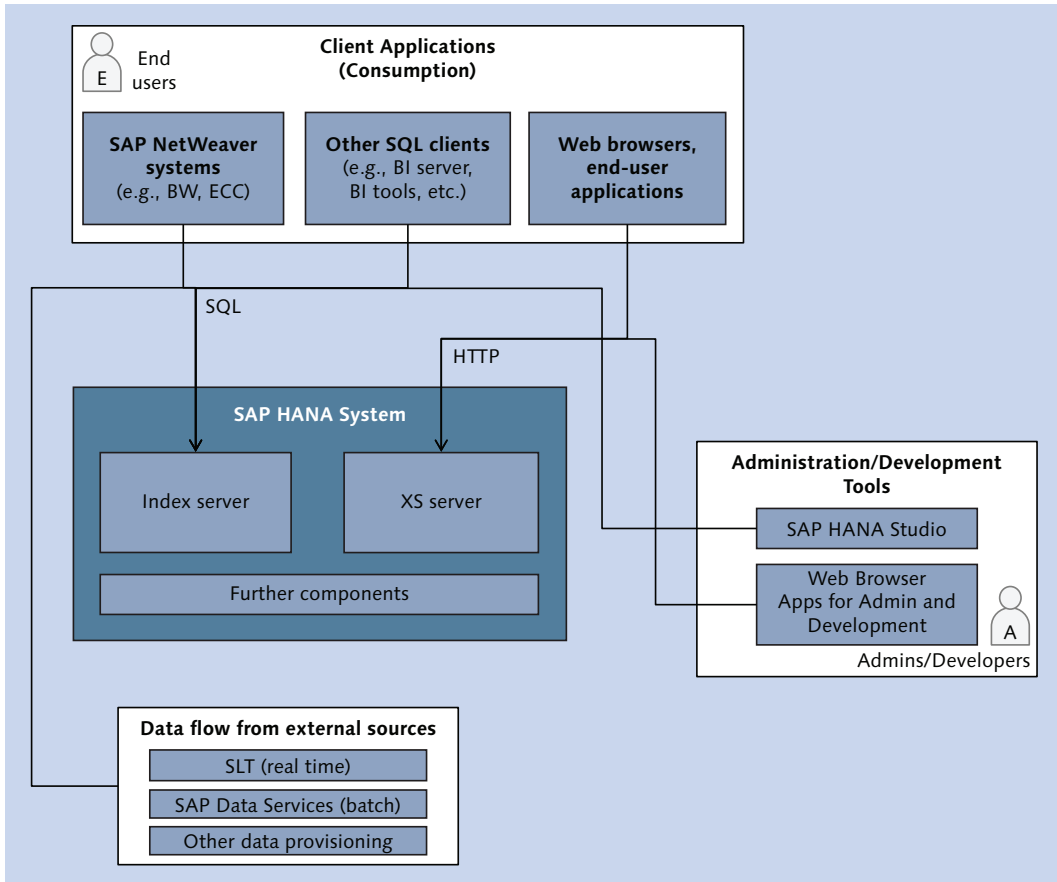 Client Applications
(Consumption)
E
End
users
SAP NetWeaver
systems
(e.g., BW, ECC)
Other SQL clients
(e.g., BI server,
BI tools, etc.)
Web browsers,
end-user
applications
SQL
HTTP
SAP HANA System
Index server
XS server
Further components
Administration/Development
Tools
SAP HANA Studio
Web Browser
Apps for Admin and
Development
A
Admins/Developers
Data flow from external sources
SLT (real time)
SAP Data Services (batch)
Other data provisioning